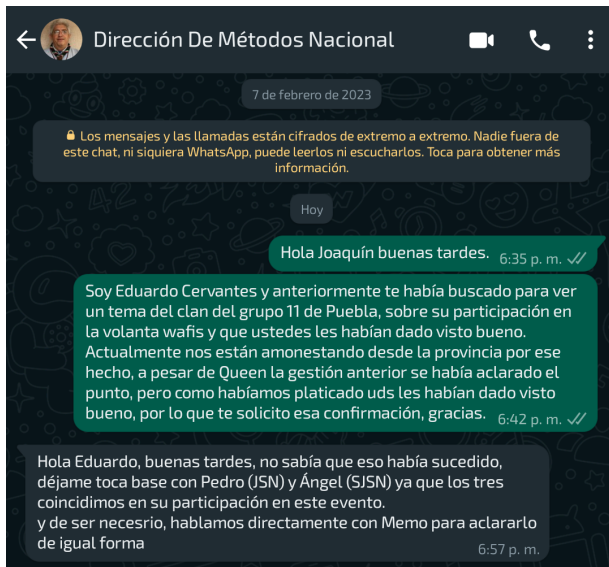 Dirección De Métodos Nacional
7 de febrero de 2023
Los mensajes y las llamadas están cifrados de extremo a extremo. Nadie fuera de
este chat, ni siquiera WhatsApp, puede leerlos ni escucharlos. Toca para obtener más
información.
Hoy
Hola Joaquín buenas tardes. 6:35 p. m.
Soy Eduardo Cervantes y anteriormente te había buscado para ver
un tema del clan del grupo 11 de Puebla, sobre su participación en
la volanta wafis y que ustedes les habían dado visto bueno.
Actualmente nos están amonestando desde la provincia por ese
hecho, a pesar de Queen la gestión anterior se había aclarado el
punto, pero como habíamos platicado uds les habían dado visto
bueno, por lo que te solicito esa confirmación, gracias. 6:42 p. m.
Hola Eduardo, buenas tardes, no sabía que eso había sucedido,
déjame toca base con Pedro (JSN) y Ángel (SJSN) ya que los tres
coincidimos en su participación en este evento.
y de ser necesrio, hablamos directamente con Memo para aclararlo
de igual forma 6:57 p. m.